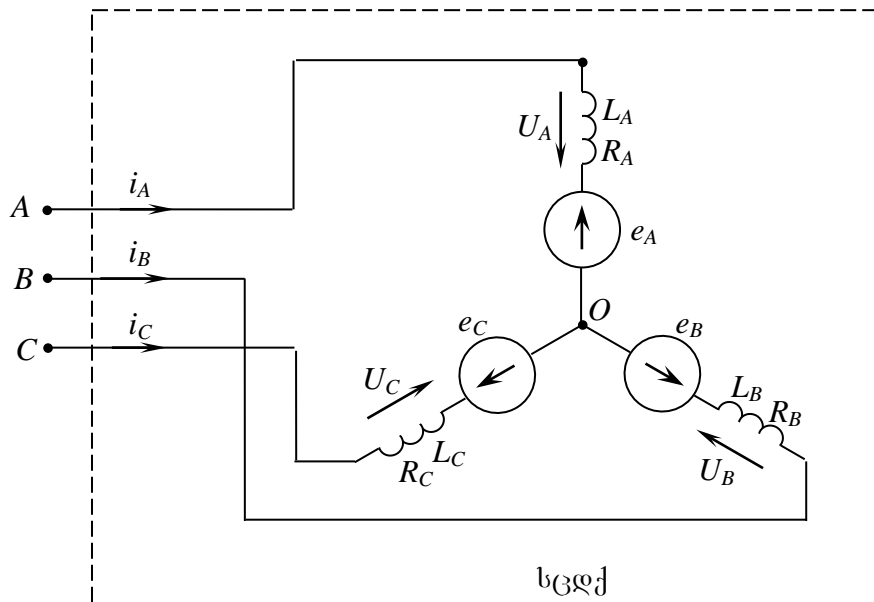 L_A
U_A
R_A
i_A
A
e_A
i_B
B
O
i_C
e_C
e_B
C
U_C
L_B
R_B
L_C
R_C
U_B
სცდქ